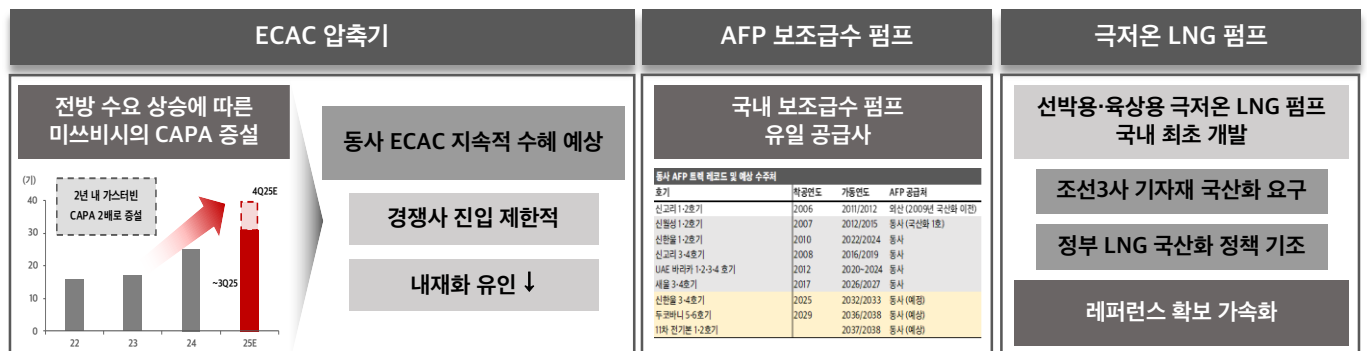 ECAC 압축기
전방 수요 상승에 따른
미쓰비시의 CAPA 증설
(기)
2년 내 가스터빈
CAPA 2배로 증설
4Q25E
~3Q25
40
30
20
10
0
22 23 24 25E
동사 ECAC 지속적 수혜 예상
경쟁사 진입 제한적
내재화 유인 ↓
AFP 보조급수 펌프
국내 보조급수 펌프
유일 공급사
동사 AFP 트랙 레코드 및 예상 수주처
호기 착공연도 가동연도 AFP 공급처
신고리 1·2호기 2006 2011/2012 외산 (2009년 국산화 이전)
신월성 1·2호기 2007 2012/2015 동사 (국산화 1호)
신한울 1·2호기 2010 2022/2024 동사
신고리 3·4호기 2008 2016/2019 동사
UAE 바라카 1·2·3·4 호기 2012 2020~2024 동사
새울 3·4호기 2017 2026/2027 동사
신한울 3·4호기 2025 2032/2033 동사 (예정)
두코바니 5·6호기 2029 2036/2038 동사 (예상)
11차 전기본 1·2호기 2037/2038 동사 (예상)
극저온 LNG 펌프
선박용·육상용 극저온 LNG 펌프
국내 최초 개발
조선3사 기자재 국산화 요구
정부 LNG 국산화 정책 기조
레퍼런스 확보 가속화